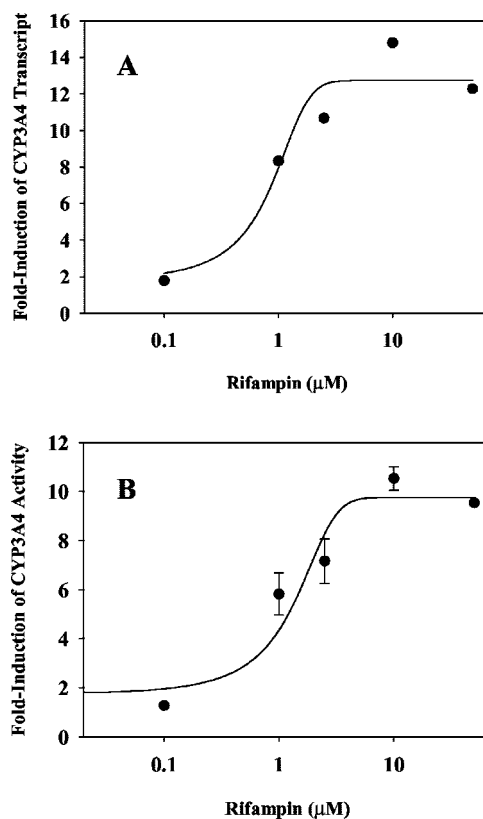 Fold-Induction of CYP3A4 Transcript
A
16
14
12
10
8
6
4
2
0
0.1 1 10
Rifampin (μM)
Fold-Induction of CYP3A4 Activity
B
12
10
8
6
4
2
0
0.1 1 10
Rifampin (μM)